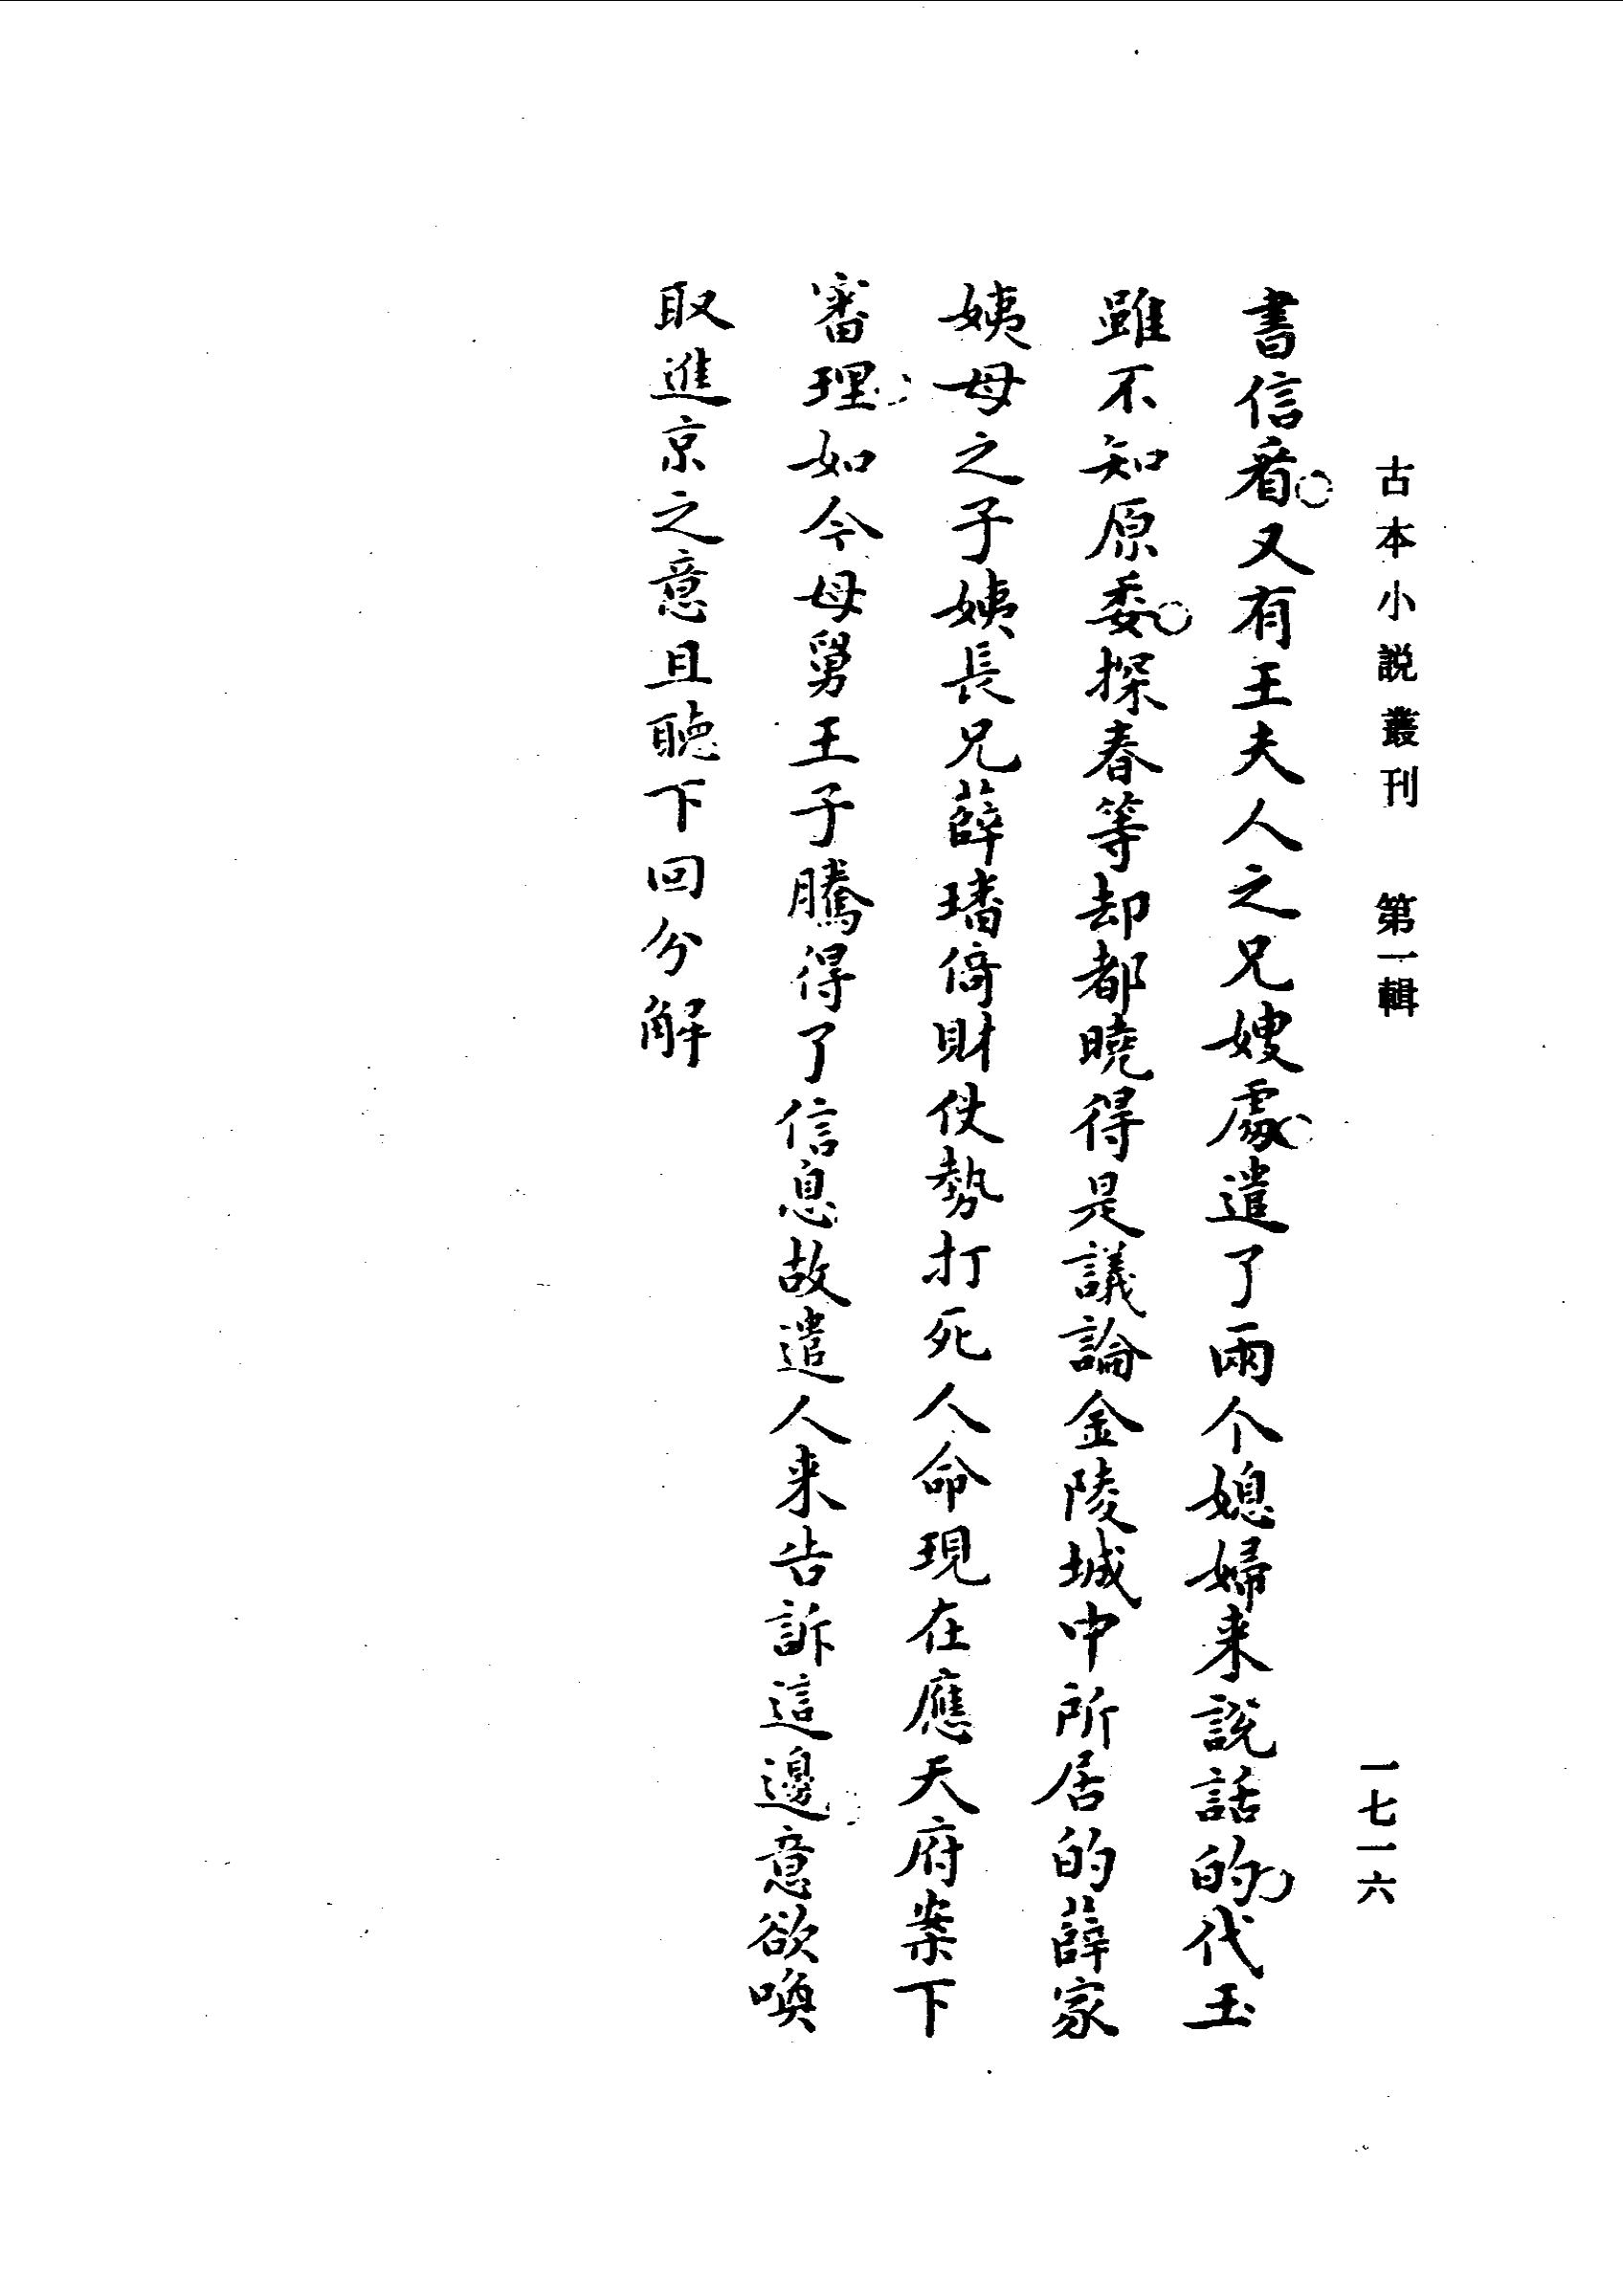 古本小説叢刊 第一輯 一七一六
書信看又有王夫人之兄嫂處遣了兩个媳婦来説話的代玉
雖不知原委探春等却都曉得是議論金陵城中所居的薛家
姨母之子姨長兄薛璠倚財仗勢打死人命現在應天府案下
審理如今母舅王子騰得了信息故遣人来告訴這邊意欲喚
取進京之意且聽下回分解